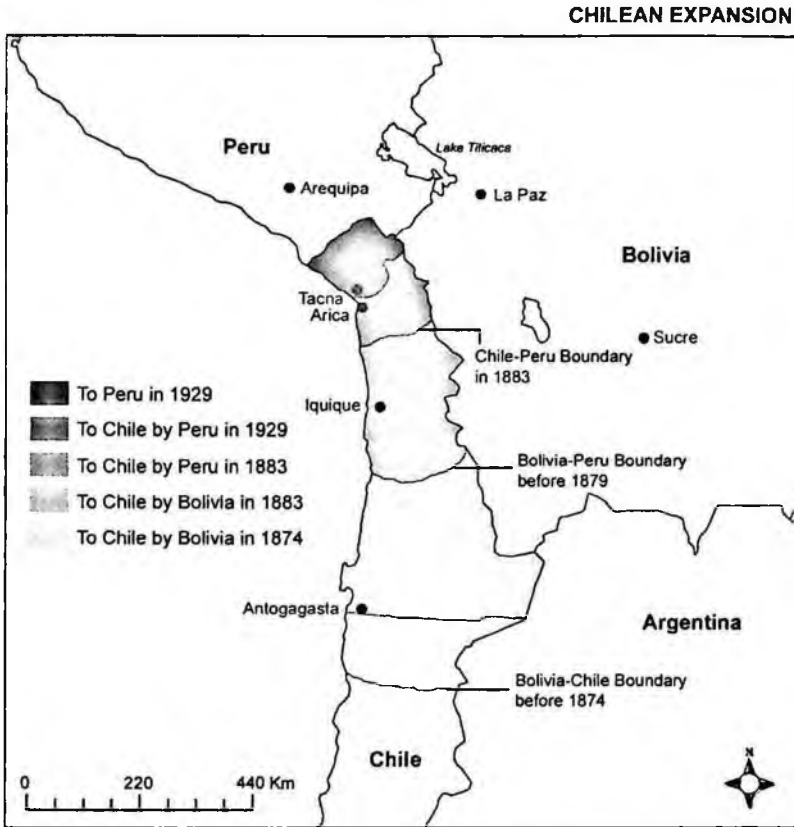 CHILEAN EXPANSION
Peru
Lake Titicaca
Arequipa
La Paz
Bolivia
Tacna
Arica
Sucre
Chile-Peru Boundary
in 1883
To Peru in 1929
To Chile by Peru in 1929
To Chile by Peru in 1883
To Chile by Bolivia in 1883
To Chile by Bolivia in 1874
Iquique
Bolivia-Peru Boundary
before 1879
Antogagasta
Argentina
Bolivia-Chile Boundary
before 1874
Chile
0 220 440 Km
N